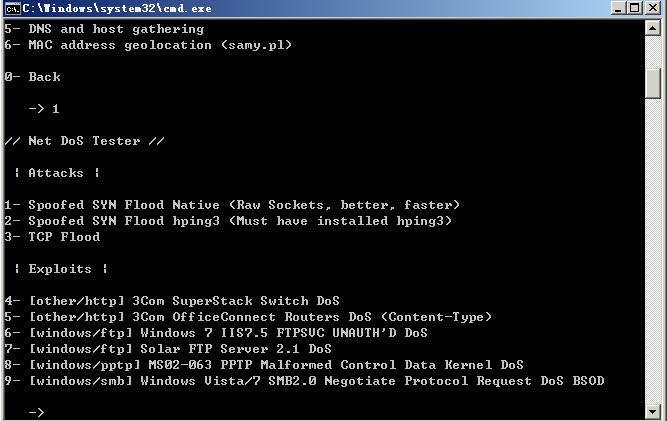 C:\Windows\system32\cmd.exe
5- DNS and host gathering
6- MAC address geolocation (samy.pl)
0- Back
-> 1
// Net DoS Tester //
¦ Attacks ¦
1- Spoofed SYN Flood Native (Raw Sockets, better, faster)
2- Spoofed SYN Flood hping3 (Must have installed hping3)
3- TCP Flood
¦ Exploits ¦
4- [other/http] 3Com SuperStack Switch DoS
5- [other/http] 3Com OfficeConnect Routers DoS (Content-Type)
6- [windows/ftp] Windows 7 IIS7.5 FTPSVC UNAUTH'D DoS
7- [windows/ftp] Solar FTP Server 2.1 DoS
8- [windows/pptp] MS02-063 PPTP Malformed Control Data Kernel DoS
9- [windows/smb] Windows Vista/7 SMB2.0 Negotiate Protocol Request DoS BSOD
->